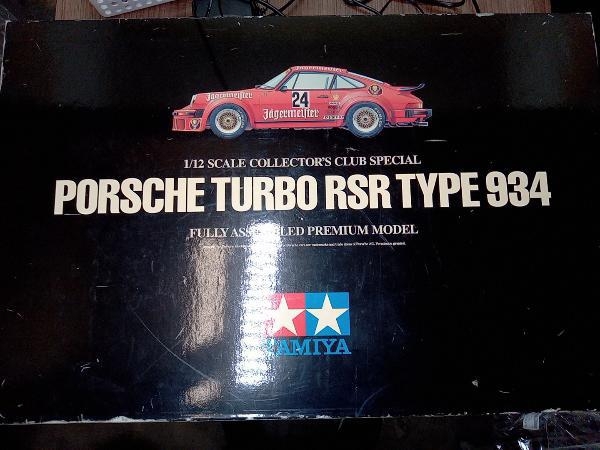 Jägermeister
Jägermeister
24
Jägermeister
1/12 SCALE COLLECTOR'S CLUB SPECIAL
PORSCHE TURBO RSR TYPE 934
FULLY ASSEMBLED PREMIUM MODEL
TAMIYA